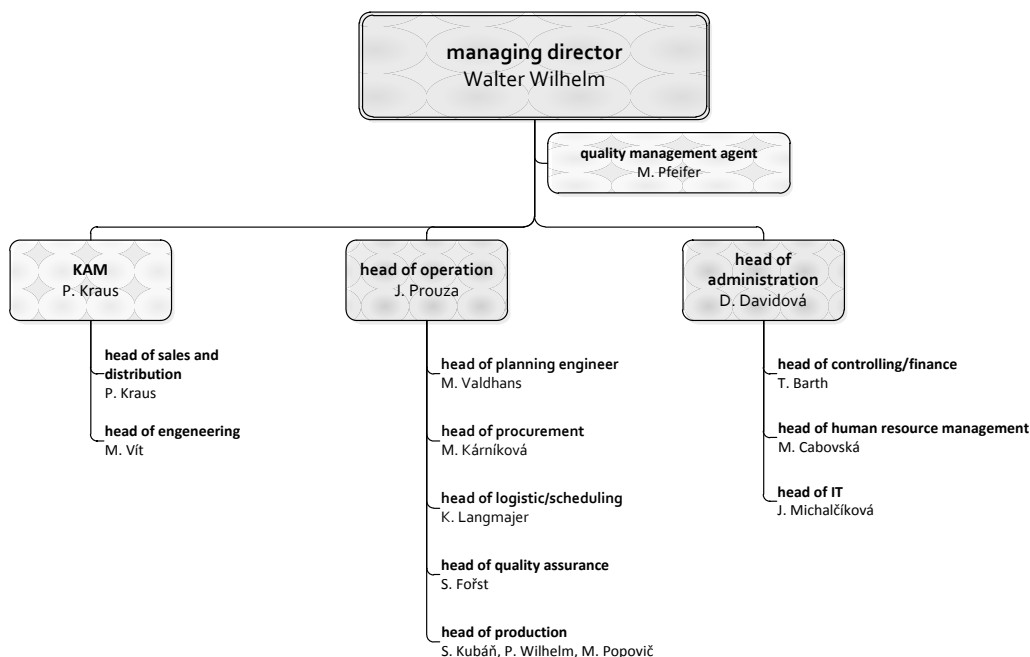 managing director
Walter Wilhelm
quality management agent
M. Pfeifer
KAM
P. Kraus
head of operation
J. Prouza
head of
administration
D. Davidová
head of sales and
distribution
P. Kraus
head of engeneering
M. Vít
head of planning engineer
M. Valdhans
head of procurement
M. Kárníková
head of logistic/scheduling
K. Langmajer
head of quality assurance
S. Fořst
head of production
S. Kubáň, P. Wilhelm, M. Popovič
head of controlling/finance
T. Barth
head of human resource management
M. Cabovská
head of IT
J. Michalčíková